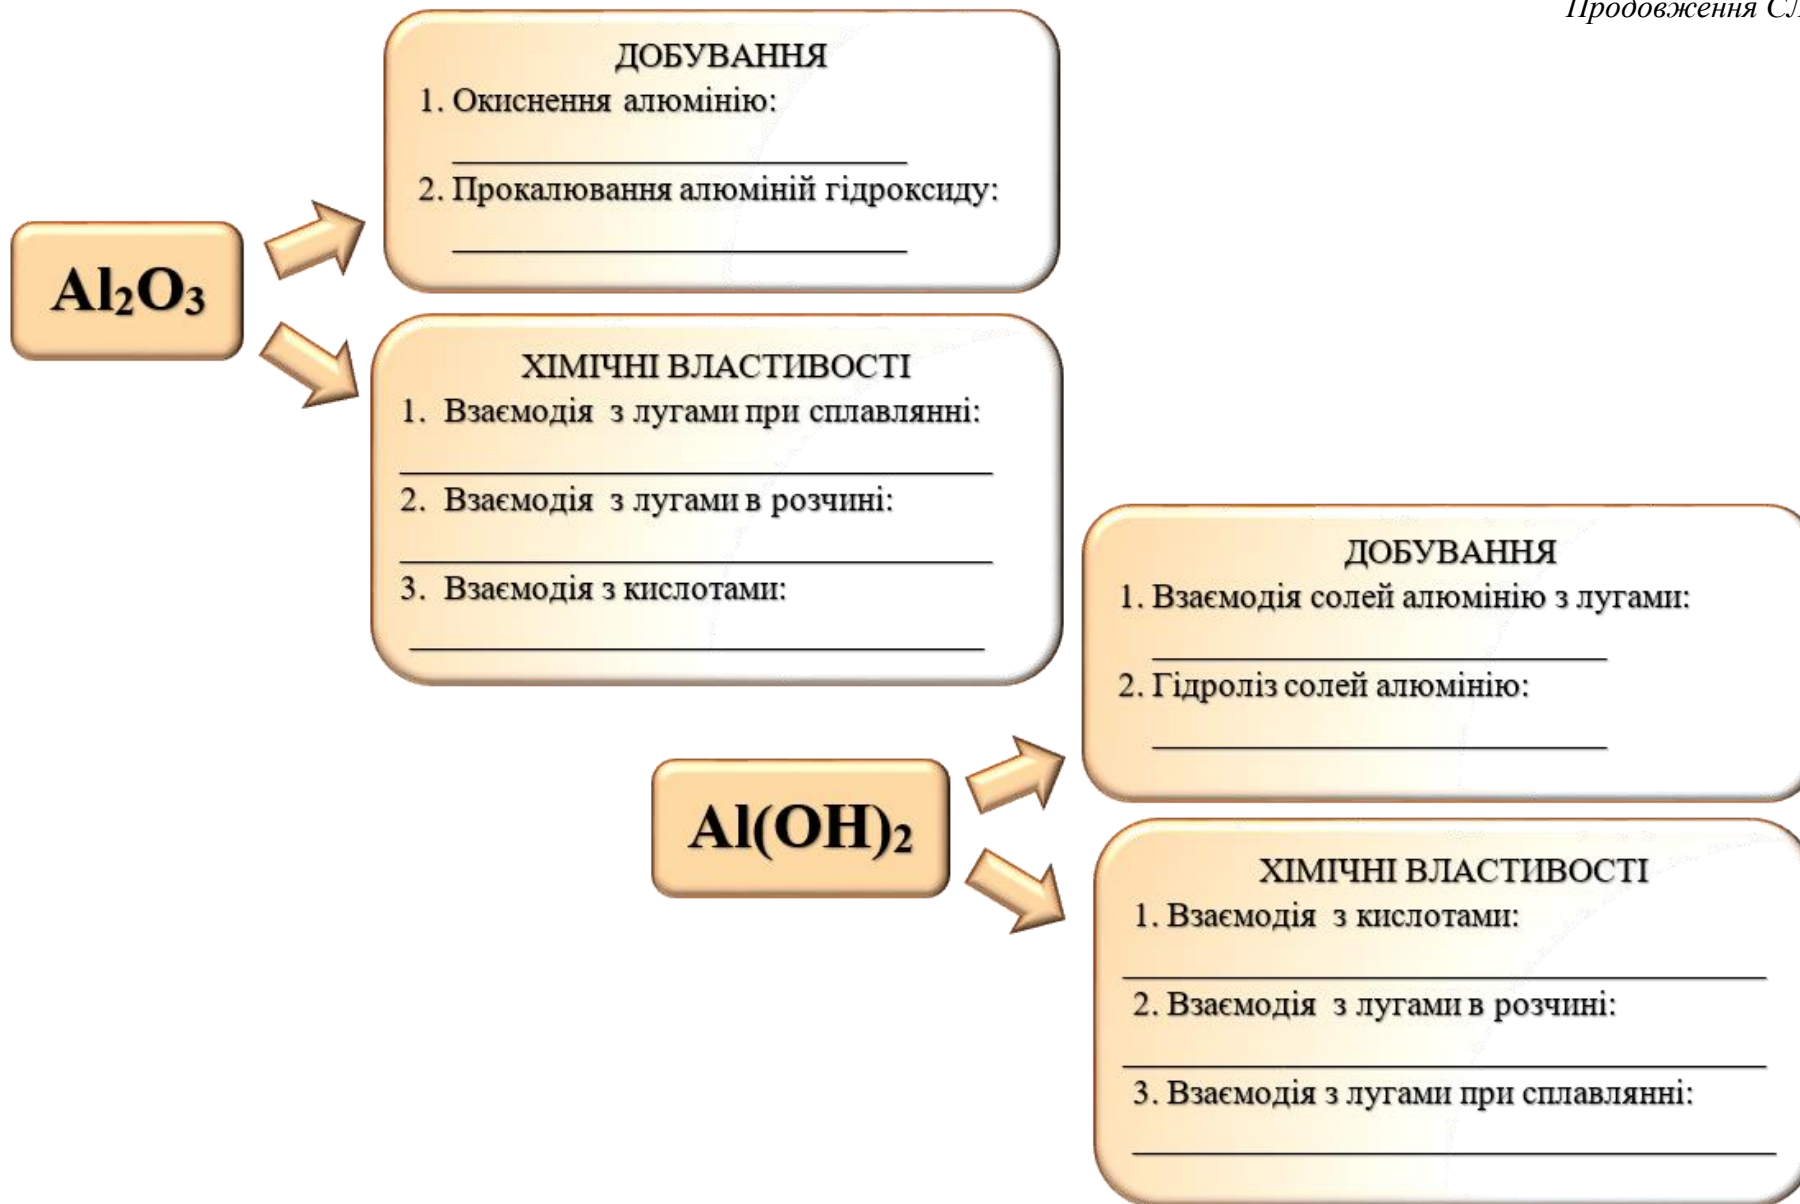 Продовження СЛ
ДОБУВАННЯ
1. Окиснення алюмінію:
2. Прокалювання алюміній гідроксиду:
Al₂O₃
ХІМІЧНІ ВЛАСТИВОСТІ
1. Взаємодія з лугами при сплавлянні:
2. Взаємодія з лугами в розчині:
3. Взаємодія з кислотами:
ДОБУВАННЯ
1. Взаємодія солей алюмінію з лугами:
2. Гідроліз солей алюмінію:
Al(OH)₂
ХІМІЧНІ ВЛАСТИВОСТІ
1. Взаємодія з кислотами:
2. Взаємодія з лугами в розчині:
3. Взаємодія з лугами при сплавлянні: